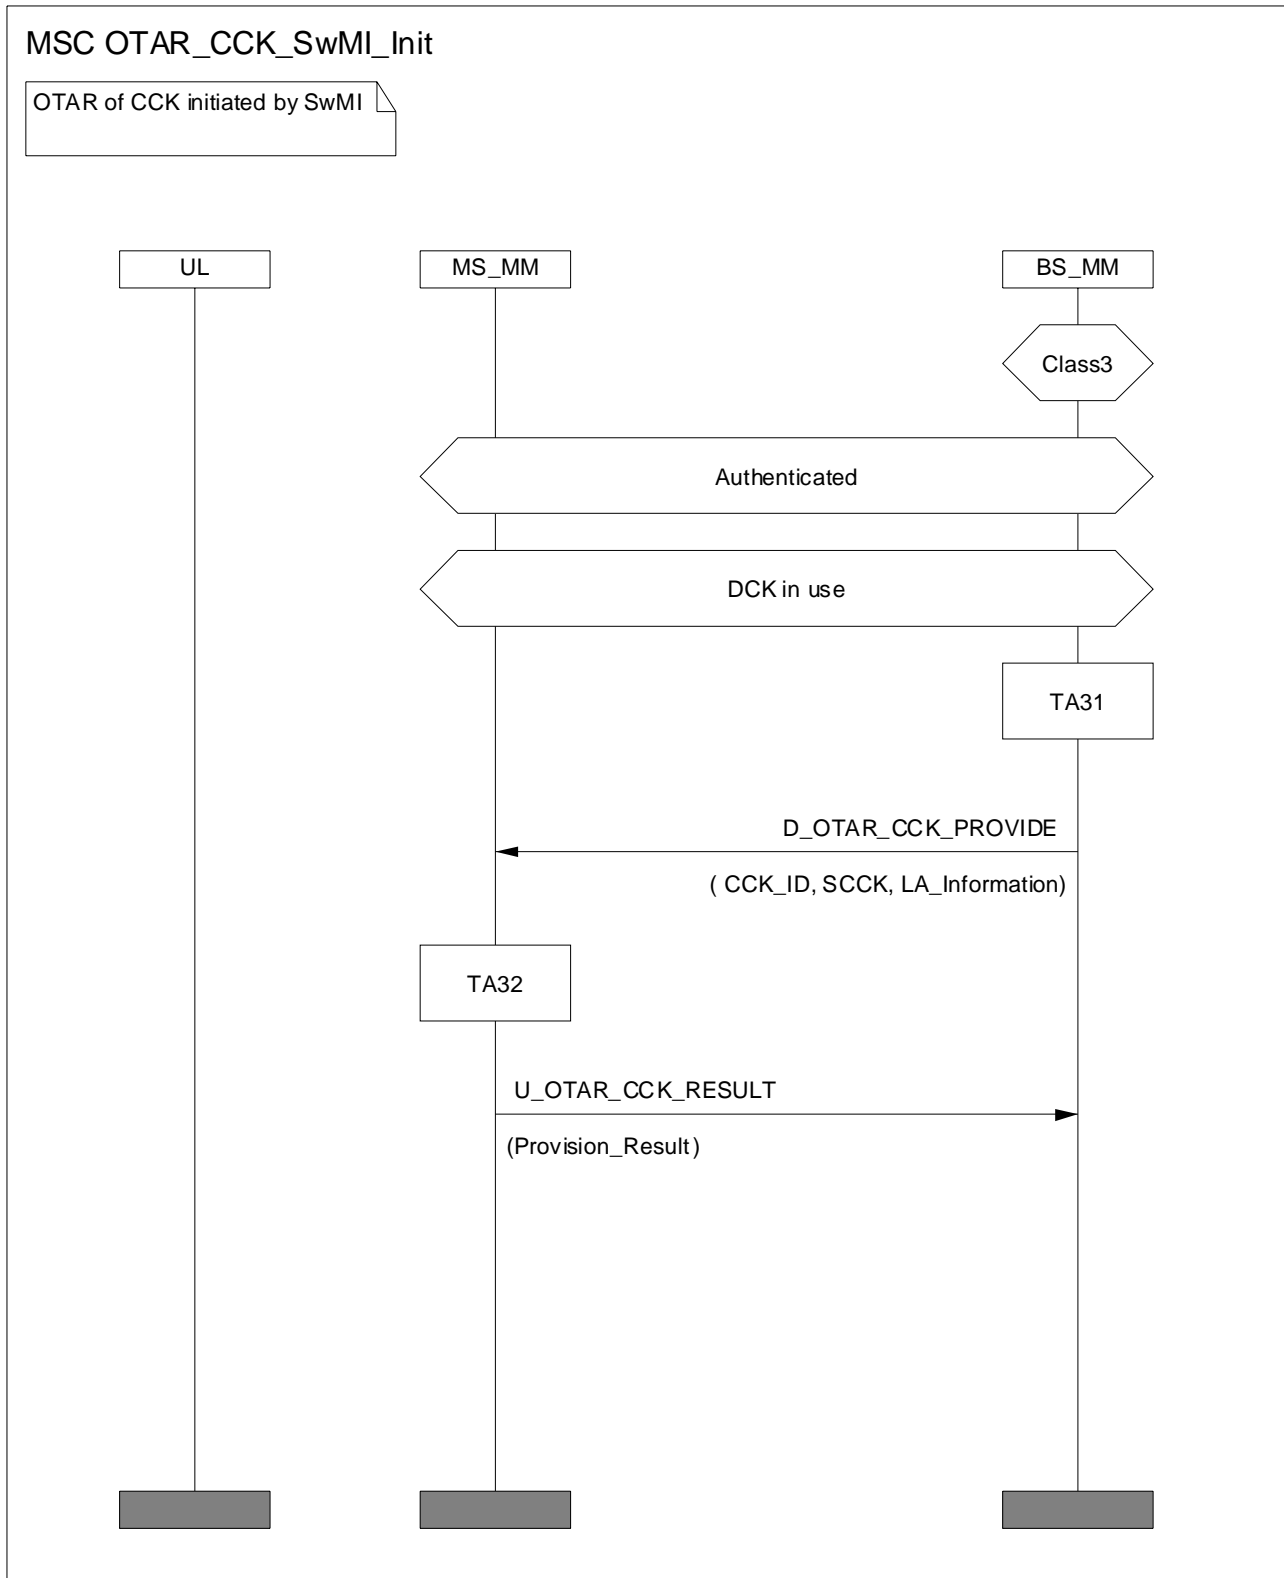 MSC OTAR_CCK_SwMI_Init
OTAR of CCK initiated by SwMI
UL
MS_MM
BS_MM
Class3
Authenticated
DCK in use
TA31
D_OTAR_CCK_PROVIDE
( CCK_ID, SCCK, LA_Information)
TA32
U_OTAR_CCK_RESULT
(Provision_Result)